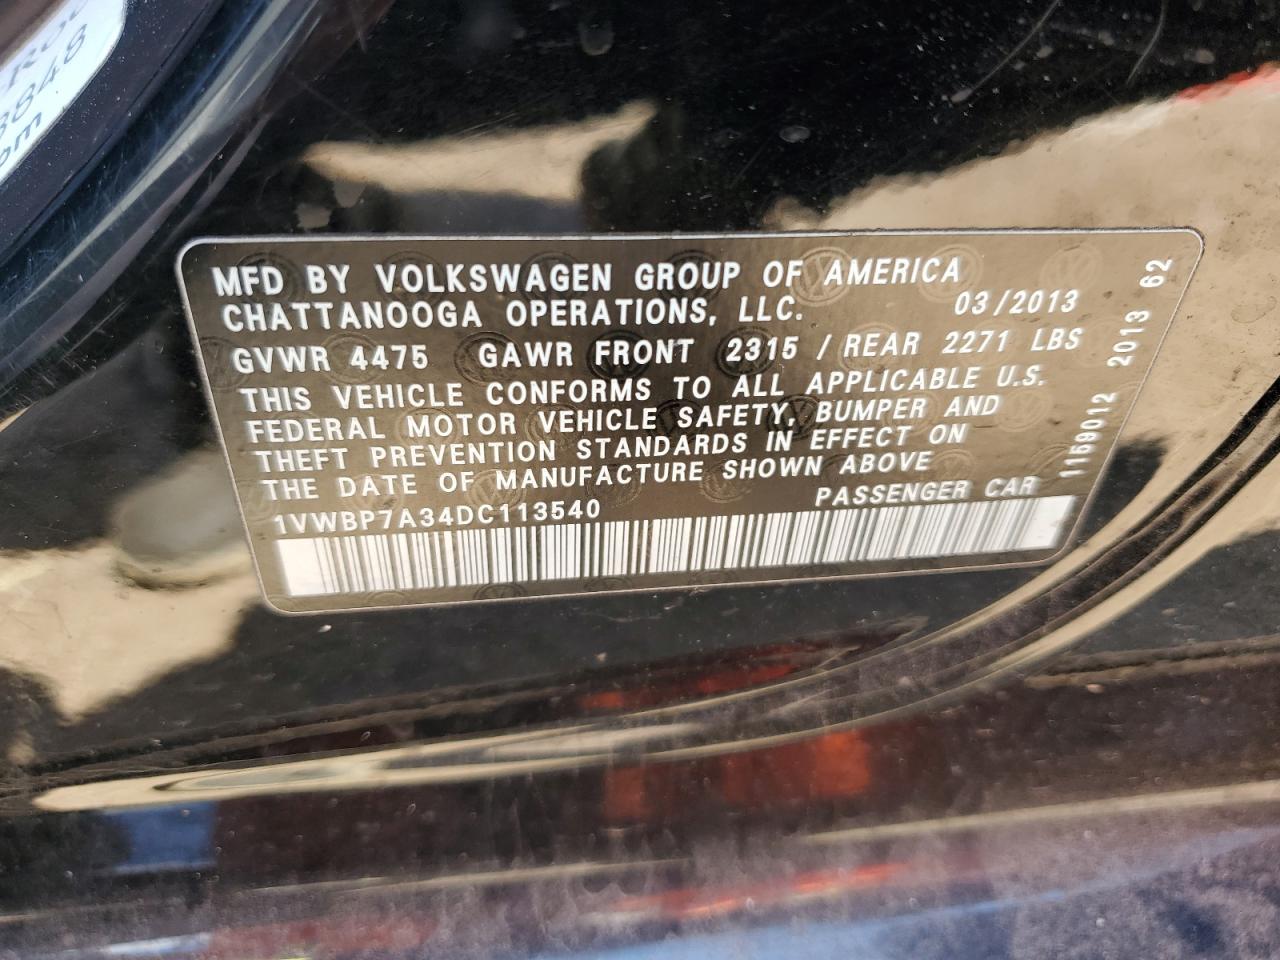 MFD BY VOLKSWAGEN GROUP OF AMERICA
CHATTANOOGA OPERATIONS, LLC. 03/2013
GVWR 4475 GAWR FRONT 2315 / REAR 2271 LBS
THIS VEHICLE CONFORMS TO ALL APPLICABLE U.S.
FEDERAL MOTOR VEHICLE SAFETY, BUMPER AND
THEFT PREVENTION STANDARDS IN EFFECT ON
THE DATE OF MANUFACTURE SHOWN ABOVE
1VWBP7A34DC113540 PASSENGER CAR
1169012 2013 62